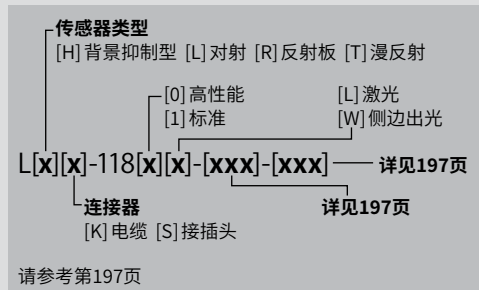 传感器类型
[H]背景抑制型 [L]对射 [R]反射板 [T]漫反射
[0]高性能 [L]激光
[1]标准 [W]侧边出光
L[x][x]-118[x][x]-[xxx]-[xxx] 详见197页
连接器 详见197页
[K]电缆 [S]接插头
请参考第197页